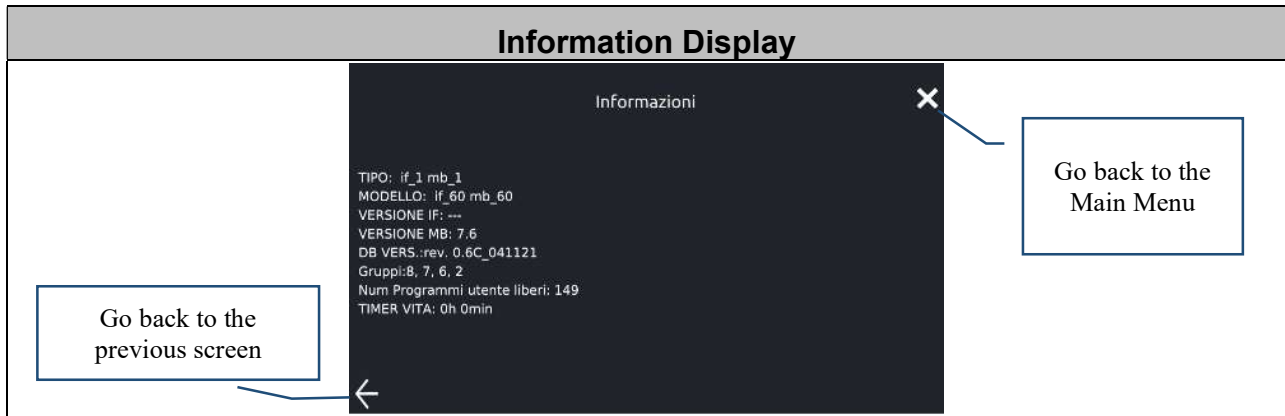 Information Display
Informazioni
Go back to the
Main Menu
TIPO: if_1 mb_1
MODELLO: if_60 mb_60
VERSIONE IF: ---
VERSIONE MB: 7.6
DB VERS.:rev. 0.6C_041121
Gruppi:8, 7, 6, 2
Num Programmi utente liberi: 149
TIMER VITA: 0h 0min
Go back to the
previous screen